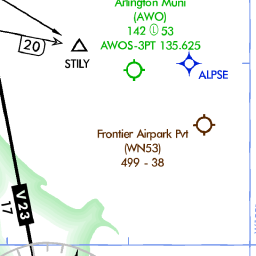 Arlington Muni
(AWO)
142 Ⓛ 53
AWOS-3PT 135.625
20
STILY
ALPSE
Frontier Airpark Pvt
(WN53)
499 - 38
V23
17